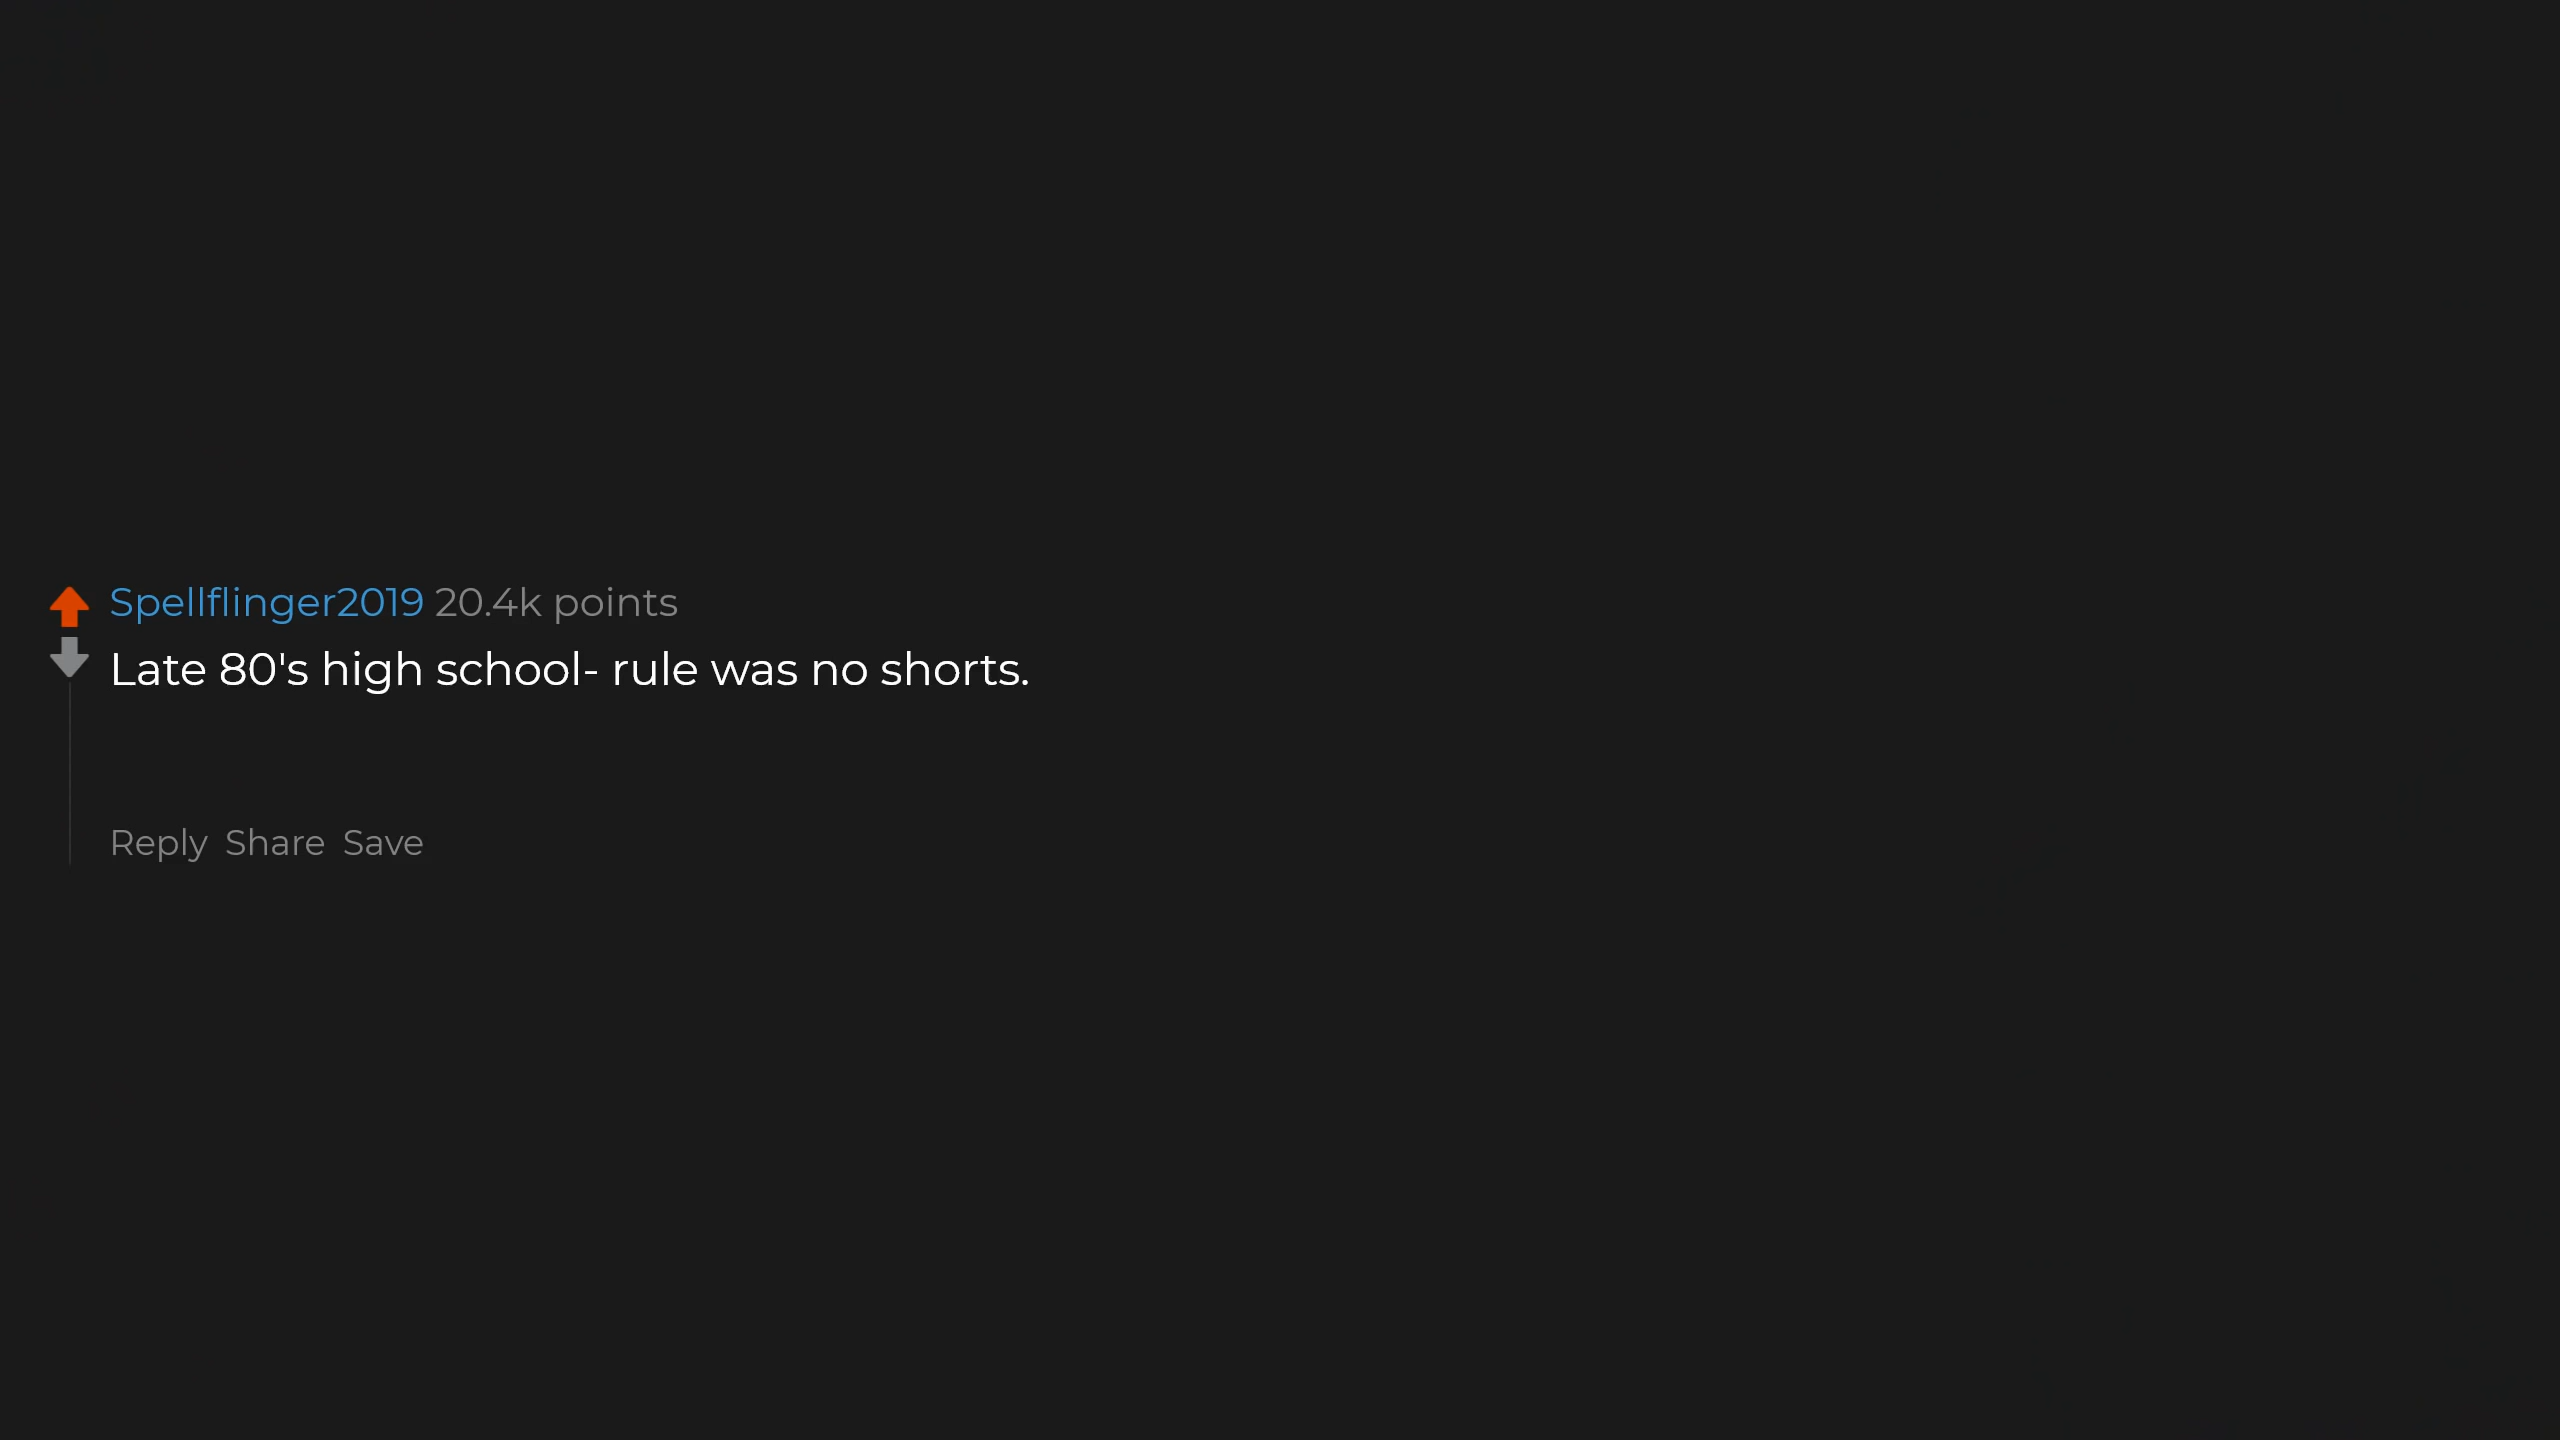 Spellflinger2019 20.4k points
Late 80's high school- rule was no shorts.
Reply Share Save